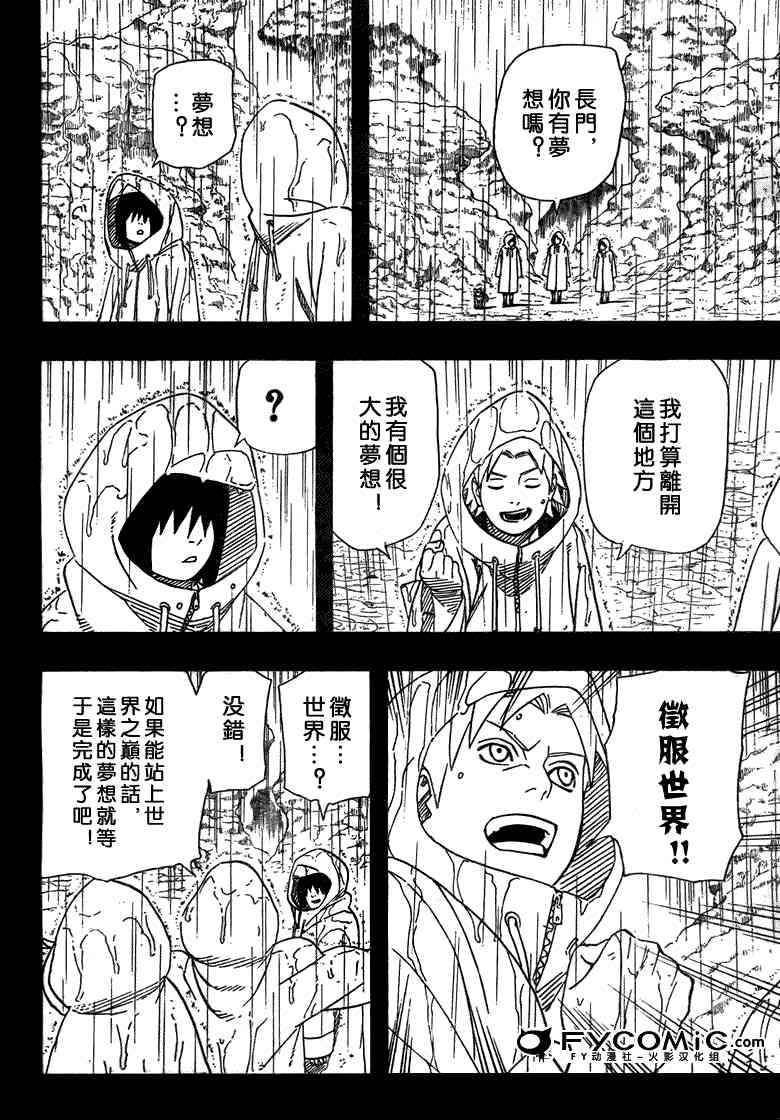 長門，
你有夢
想嗎？
夢想
…？
我打算離開
這個地方
我有個很
大的夢想！
？
徵服世界！！
徵服…
世界…？
没錯！
如果能站上世
界之巔的話，
這樣的夢想就等
于是完成了吧！
FYCOMIC.COM
FY动漫社-火影汉化组